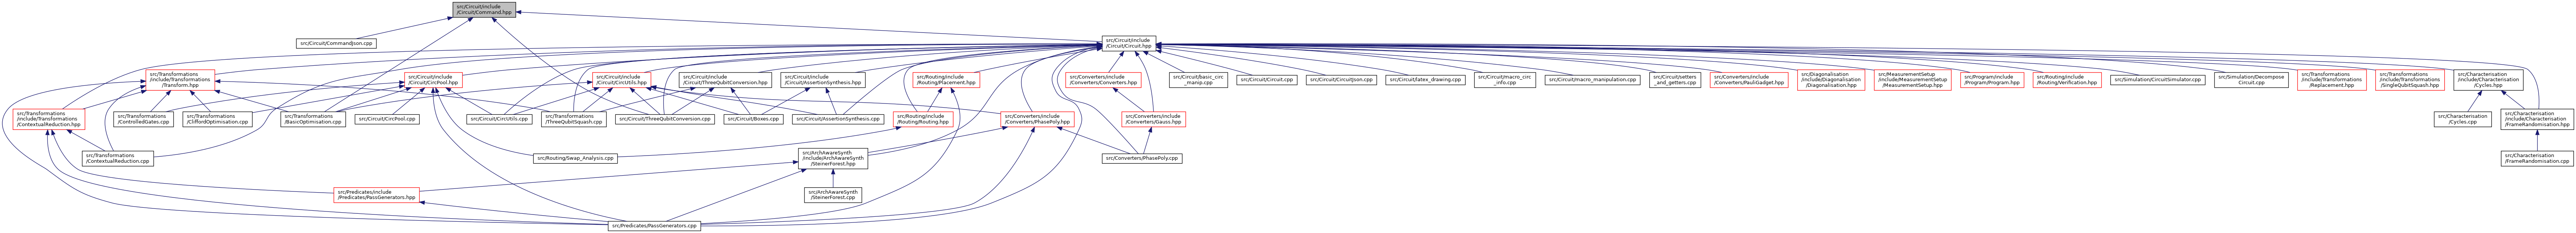 src/Circuit/include
/Circuit/Command.hpp
src/Circuit/CommandJson.cpp
src/Circuit/include
/Circuit/Circuit.hpp
src/Transformations
/include/Transformations
/Transform.hpp
src/Circuit/include
/Circuit/CircPool.hpp
src/Circuit/include
/Circuit/CircUtils.hpp
src/Circuit/include
/Circuit/ThreeQubitConversion.hpp
src/Circuit/include
/Circuit/AssertionSynthesis.hpp
src/Routing/include
/Routing/Placement.hpp
src/Converters/include
/Converters/Converters.hpp
src/Circuit/basic_circ
_manip.cpp
src/Circuit/Circuit.cpp
src/Circuit/CircuitJson.cpp
src/Circuit/latex_drawing.cpp
src/Circuit/macro_circ
_info.cpp
src/Circuit/macro_manipulation.cpp
src/Circuit/setters
_and_getters.cpp
src/Converters/include
/Converters/PauliGadget.hpp
src/Diagonalisation
/include/Diagonalisation
/Diagonalisation.hpp
src/MeasurementSetup
/include/MeasurementSetup
/MeasurementSetup.hpp
src/Program/include
/Program/Program.hpp
src/Routing/include
/Routing/Verification.hpp
src/Simulation/CircuitSimulator.cpp
src/Simulation/Decompose
Circuit.cpp
src/Transformations
/include/Transformations
/Replacement.hpp
src/Transformations
/include/Transformations
/SingleQubitSquash.hpp
src/Characterisation
/include/Characterisation
/Cycles.hpp
src/Transformations
/include/Transformations
/ContextualReduction.hpp
src/Transformations
/ControlledGates.cpp
src/Transformations
/CliffordOptimisation.cpp
src/Transformations
/BasicOptimisation.cpp
src/Circuit/CircPool.cpp
src/Circuit/CircUtils.cpp
src/Transformations
/ThreeQubitSquash.cpp
src/Circuit/ThreeQubitConversion.cpp
src/Circuit/Boxes.cpp
src/Circuit/AssertionSynthesis.cpp
src/Routing/include
/Routing/Routing.hpp
src/Converters/include
/Converters/PhasePoly.hpp
src/Converters/include
/Converters/Gauss.hpp
src/Characterisation
/Cycles.cpp
src/Characterisation
/include/Characterisation
/FrameRandomisation.hpp
src/Transformations
/ContextualReduction.cpp
src/Routing/Swap_Analysis.cpp
src/ArchAwareSynth
/include/ArchAwareSynth
/SteinerForest.hpp
src/Converters/PhasePoly.cpp
src/Characterisation
/FrameRandomisation.cpp
src/Predicates/include
/Predicates/PassGenerators.hpp
src/ArchAwareSynth
/SteinerForest.cpp
src/Predicates/PassGenerators.cpp